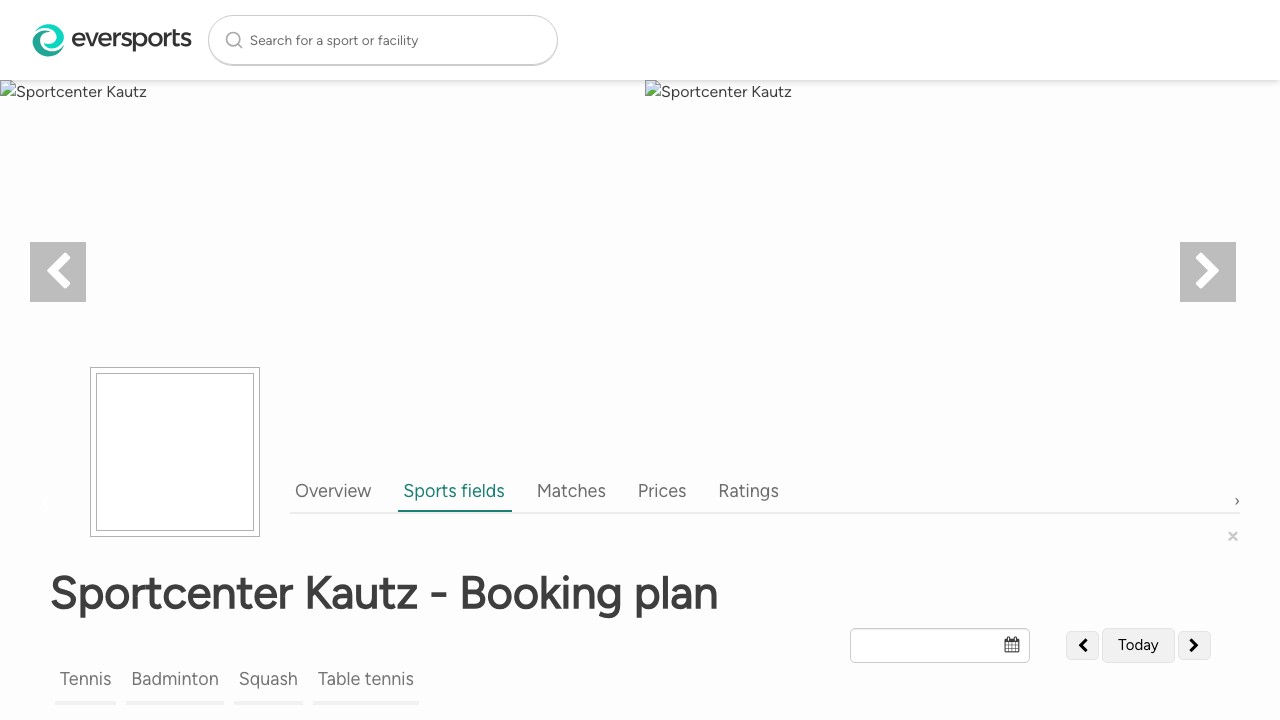 eversports
Search for a sport or facility
Sportcenter Kautz
Sportcenter Kautz
Overview
Sports fields
Matches
Prices
Ratings
›
×
Sportcenter Kautz - Booking plan
Today
Tennis
Badminton
Squash
Table tennis